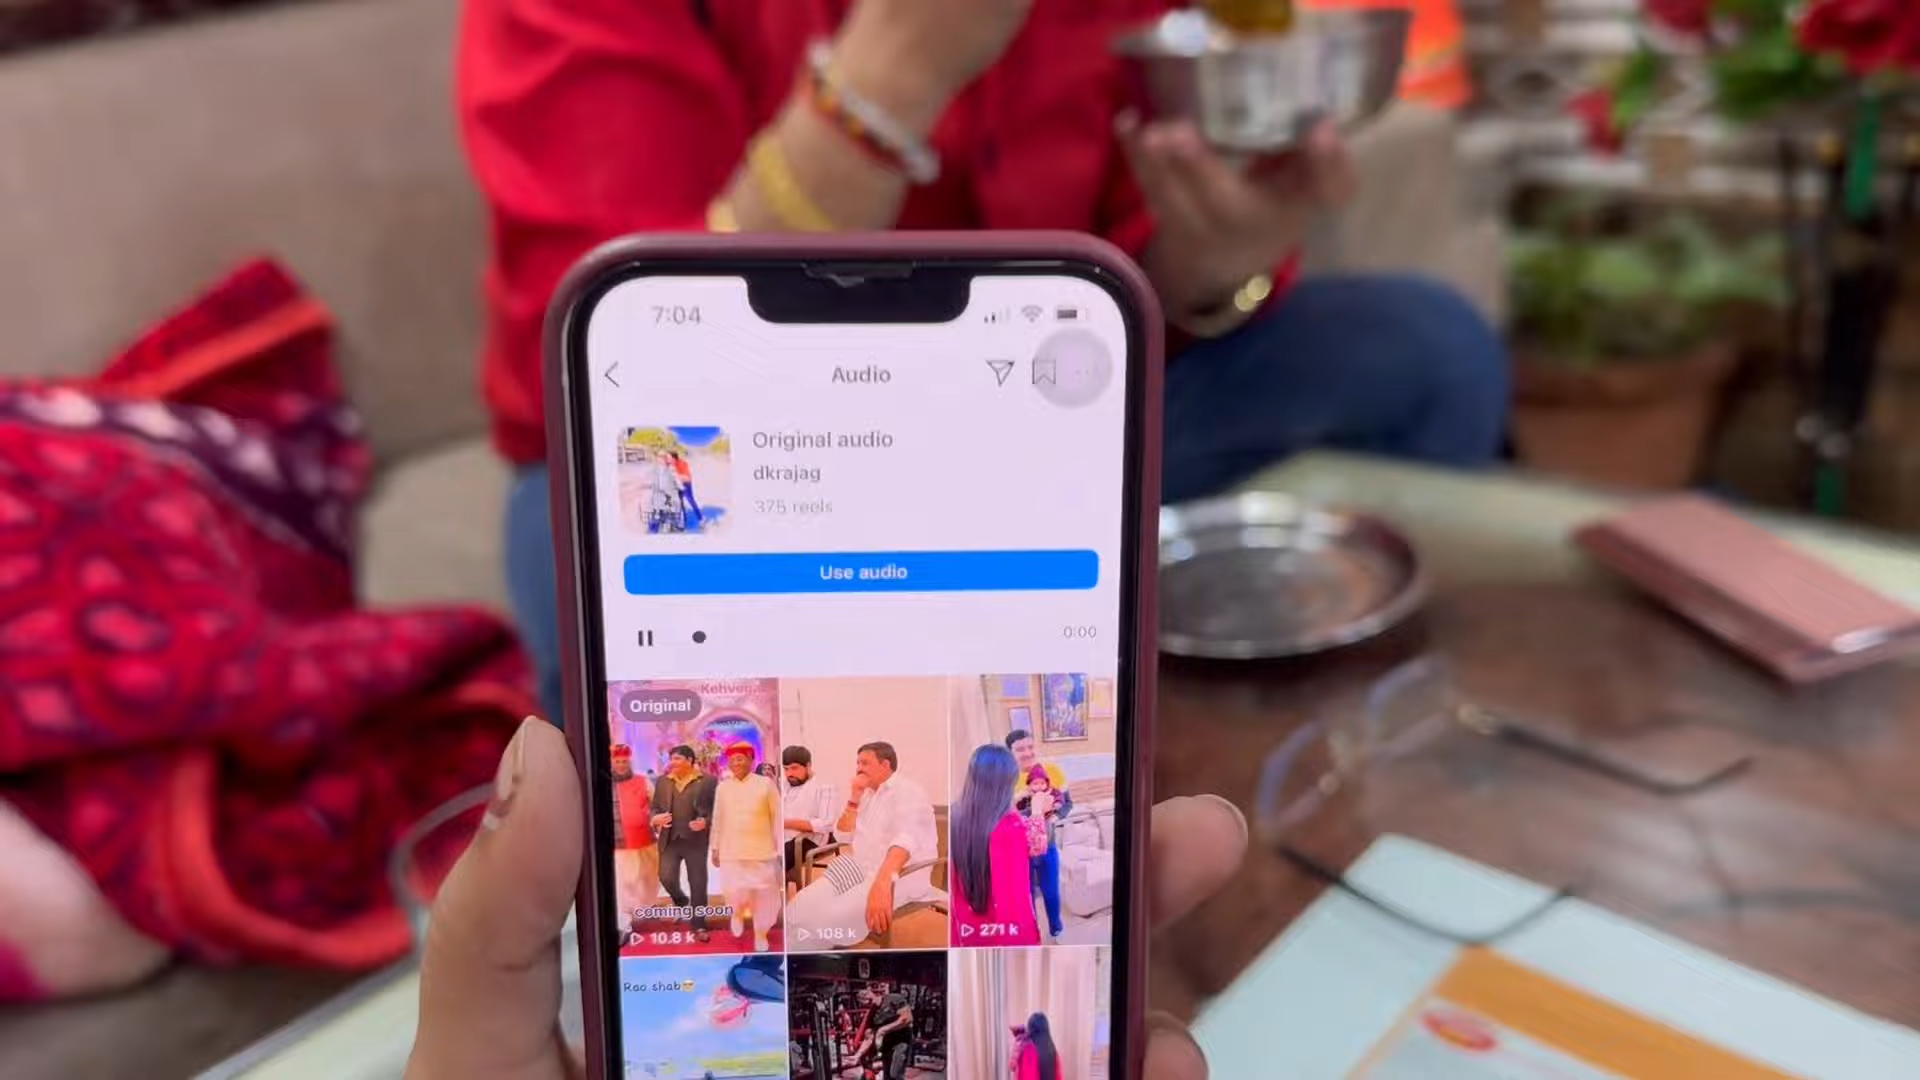 7:04
Audio
Original audio
dkrajag
375 reels
Use audio
0:00
Original
coming soon
10.8 k
108 k
271 k
Rao shab😎